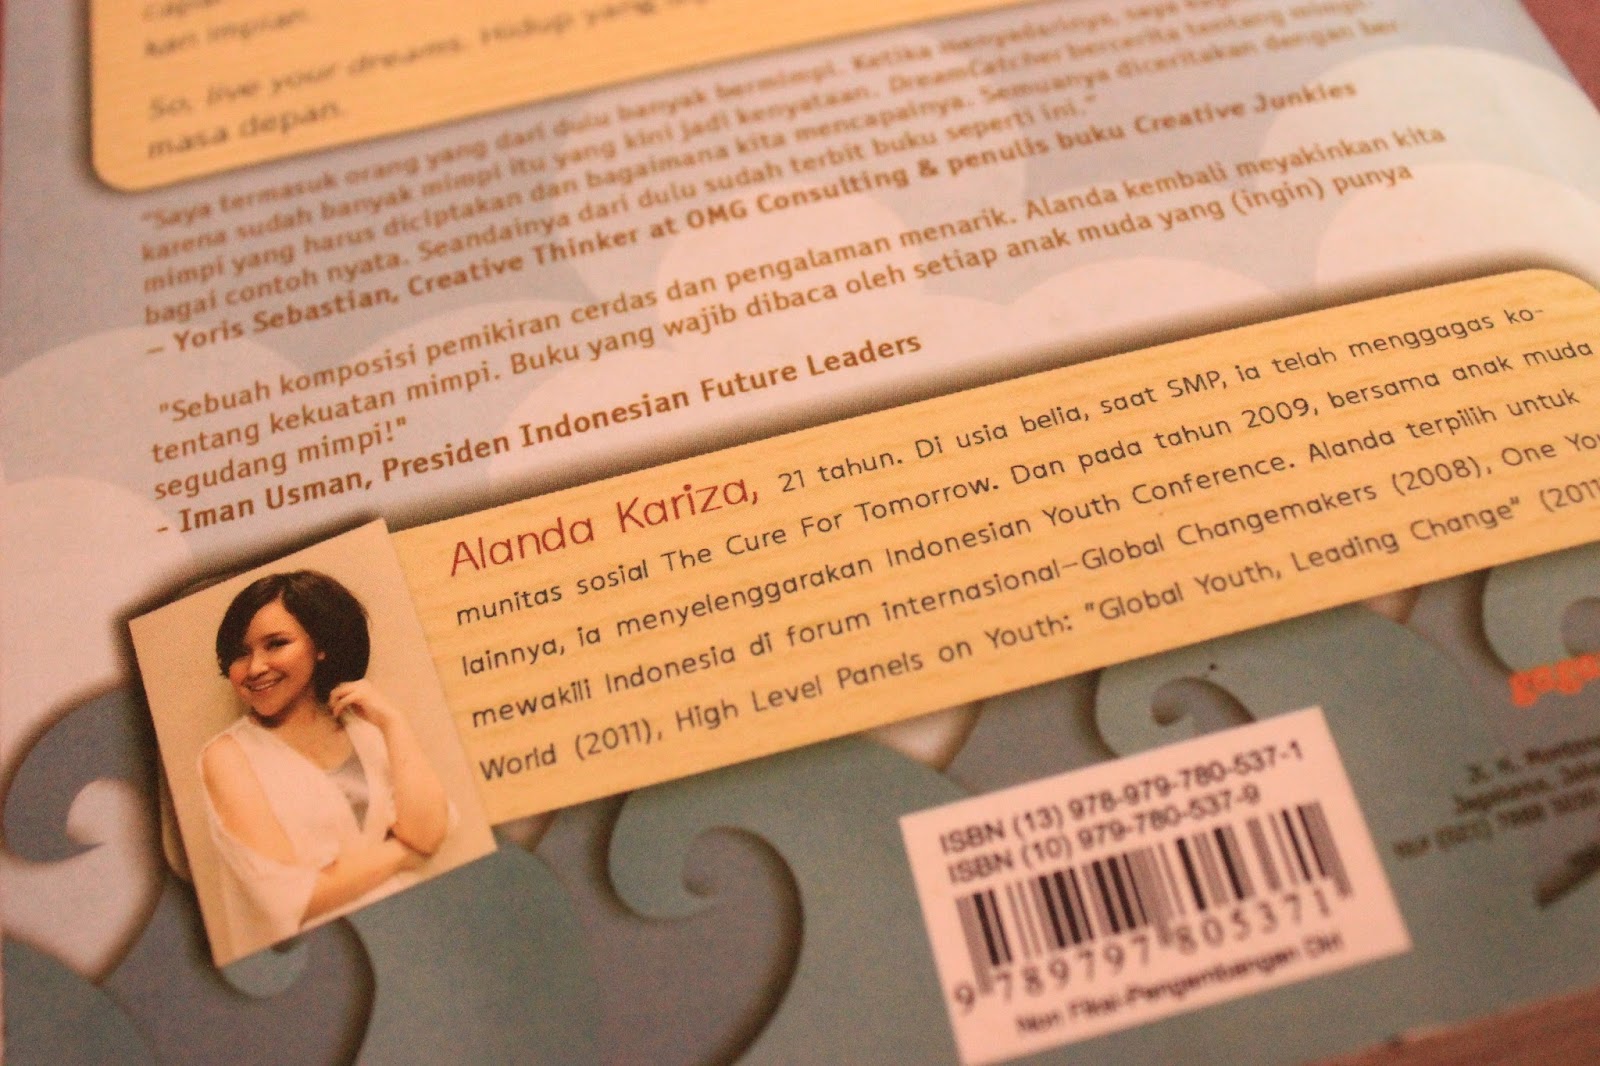 kan impian.
So, live your dreams. Hidup yang
masa depan.
"Saya termasuk orang yang dari dulu banyak bermimpi. Ketika menyadarinya, saya
karena sudah banyak mimpi itu yang kini jadi kenyataan. DreamCatcher bercerita tentang mimpi-
mimpi yang harus diciptakan dan bagaimana kita mencapainya. Semuanya diceritakan dengan ber-
bagai contoh nyata. Seandainya dari dulu sudah terbit buku seperti ini."
– Yoris Sebastian, Creative Thinker at OMG Consulting & penulis buku Creative Junkies
"Sebuah komposisi pemikiran cerdas dan pengalaman menarik. Alanda kembali meyakinkan kita
tentang kekuatan mimpi. Buku yang wajib dibaca oleh setiap anak muda yang (ingin) punya
segudang mimpi!"
- Iman Usman, Presiden Indonesian Future Leaders
Alanda Kariza, 21 tahun. Di usia belia, saat SMP, ia telah menggagas ko-
munitas sosial The Cure For Tomorrow. Dan pada tahun 2009, bersama anak muda
lainnya, ia menyelenggarakan Indonesian Youth Conference. Alanda terpilih untuk
mewakili Indonesia di forum internasional—Global Changemakers (2008), One Yo
World (2011), High Level Panels on Youth: "Global Youth, Leading Change" (2011
ISBN (13) 978-979-780-537-1
ISBN (10) 979-780-537-9
9 789797 805371
Non Fiksi-Pengembangan Diri